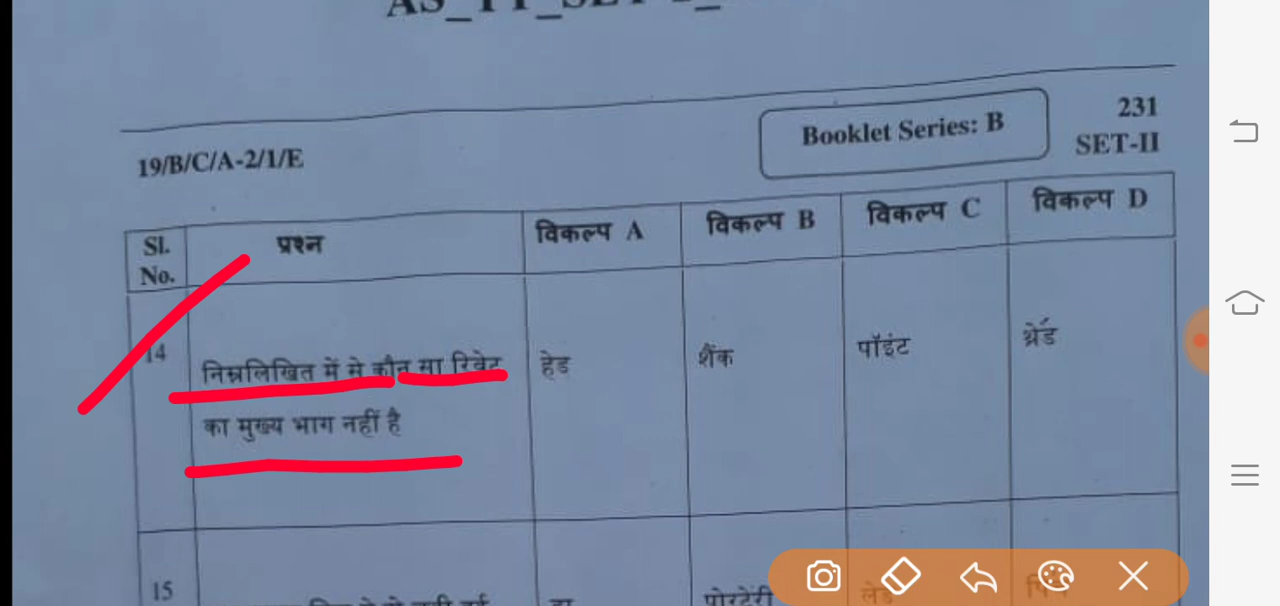 19/B/C/A-2/1/E
Booklet Series: B
231
SET-II
Sl. No.
प्रश्न
विकल्प A
विकल्प B
विकल्प C
विकल्प D
14
निम्नलिखित में से कौन सा रिवेट
का मुख्य भाग नहीं है
हेड
शैंक
पॉइंट
थ्रेड
15